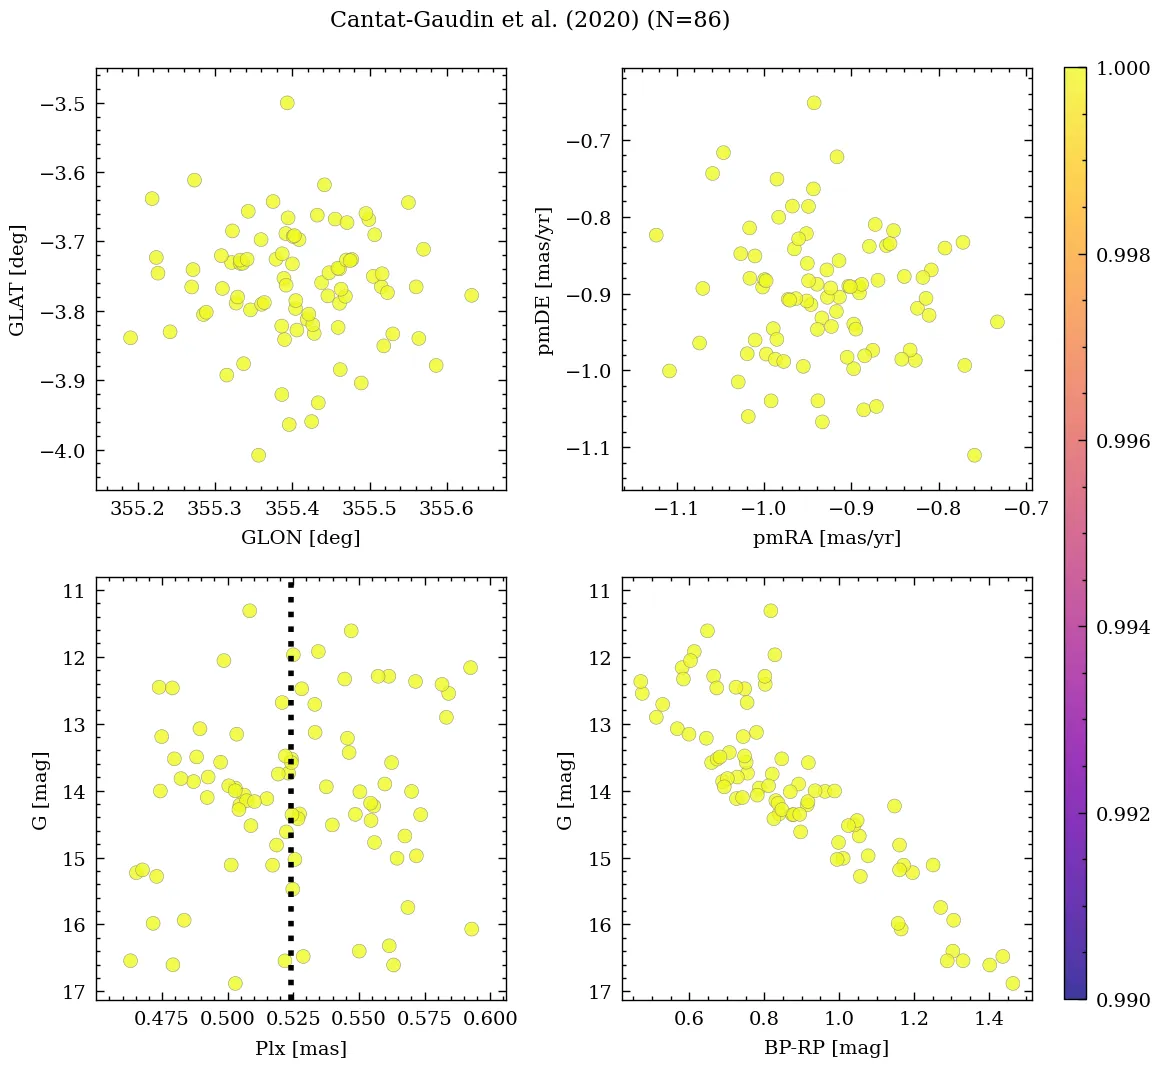 Cantat-Gaudin et al. (2020) (N=86)
−3.5
−3.6
−3.7
−3.8
−3.9
−4.0
GLAT [deg]
355.2 355.3 355.4 355.5 355.6
GLON [deg]
−0.7
−0.8
−0.9
−1.0
−1.1
pmDE [mas/yr]
−1.1 −1.0 −0.9 −0.8 −0.7
pmRA [mas/yr]
11
12
13
14
15
16
17
G [mag]
0.475 0.500 0.525 0.550 0.575 0.600
Plx [mas]
11
12
13
14
15
16
17
G [mag]
0.6 0.8 1.0 1.2 1.4
BP-RP [mag]
1.000
0.998
0.996
0.994
0.992
0.990